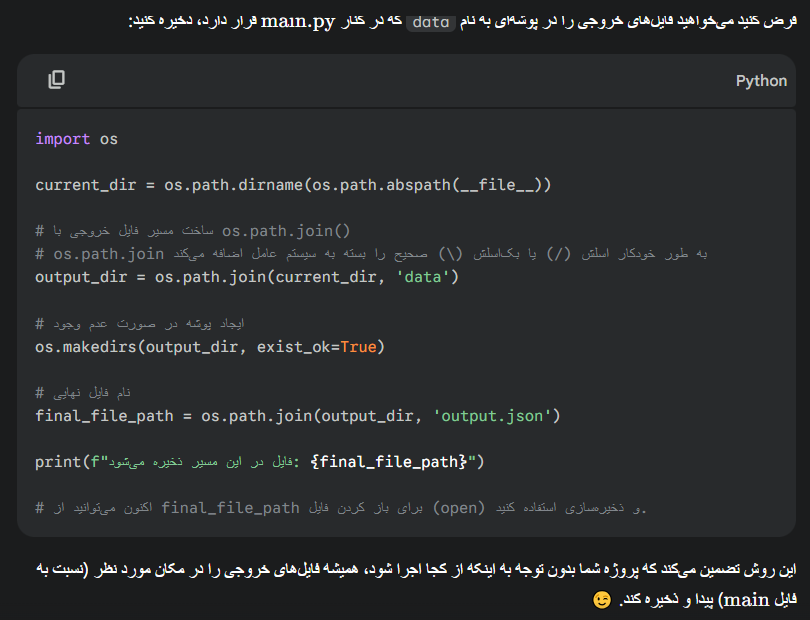 فرض کنید می‌خواهید فایل‌های خروجی را در پوشه‌ای به نام data که در کنار main.py قرار دارد، ذخیره کنید:
Python
import os
current_dir = os.path.dirname(os.path.abspath(__file__))
# ساخت مسیر فایل خروجی با os.path.join()
# os.path.join به طور خودکار اسلش (/) یا بک‌اسلش (\) صحیح را بسته به سیستم عامل اضافه می‌کند
output_dir = os.path.join(current_dir, 'data')
# ایجاد پوشه در صورت عدم وجود
os.makedirs(output_dir, exist_ok=True)
# نام فایل نهایی
final_file_path = os.path.join(output_dir, 'output.json')
print(f"فایل در این مسیر ذخیره می‌شود: {final_file_path}")
# اکنون می‌توانید از final_file_path برای باز کردن فایل (open) و ذخیره‌سازی استفاده کنید.
این روش تضمین می‌کند که پروژه شما بدون توجه به اینکه از کجا اجرا شود، همیشه فایل‌های خروجی را در مکان مورد نظر (نسبت به
فایل main) پیدا و ذخیره کند. 😉